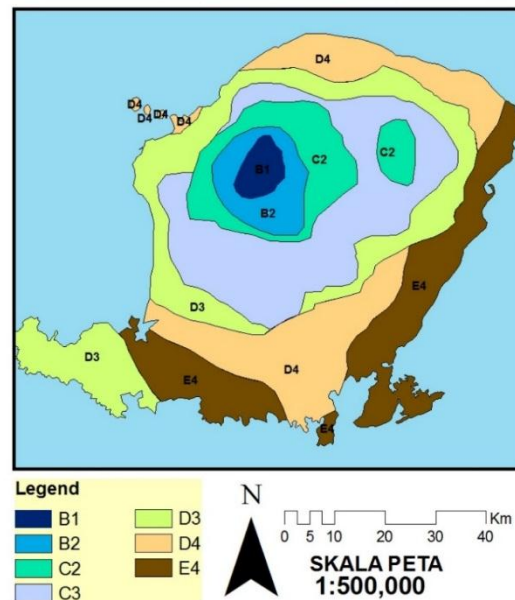 D4
D4
D4
D4
D4
C2
C2
B1
B2
E4
D3
D3
D4
E4
E4
Legend
B1
B2
C2
C3
D3
D4
E4
N
Km
0 5 10 20 30 40
SKALA PETA
1:500,000